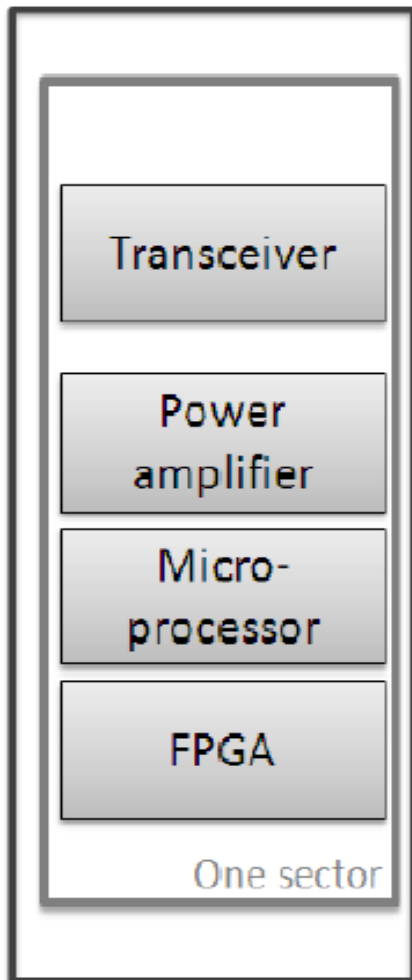 Transceiver
Power
amplifier
Micro-
processor
FPGA
One sector